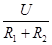 U
R₁ + R₂